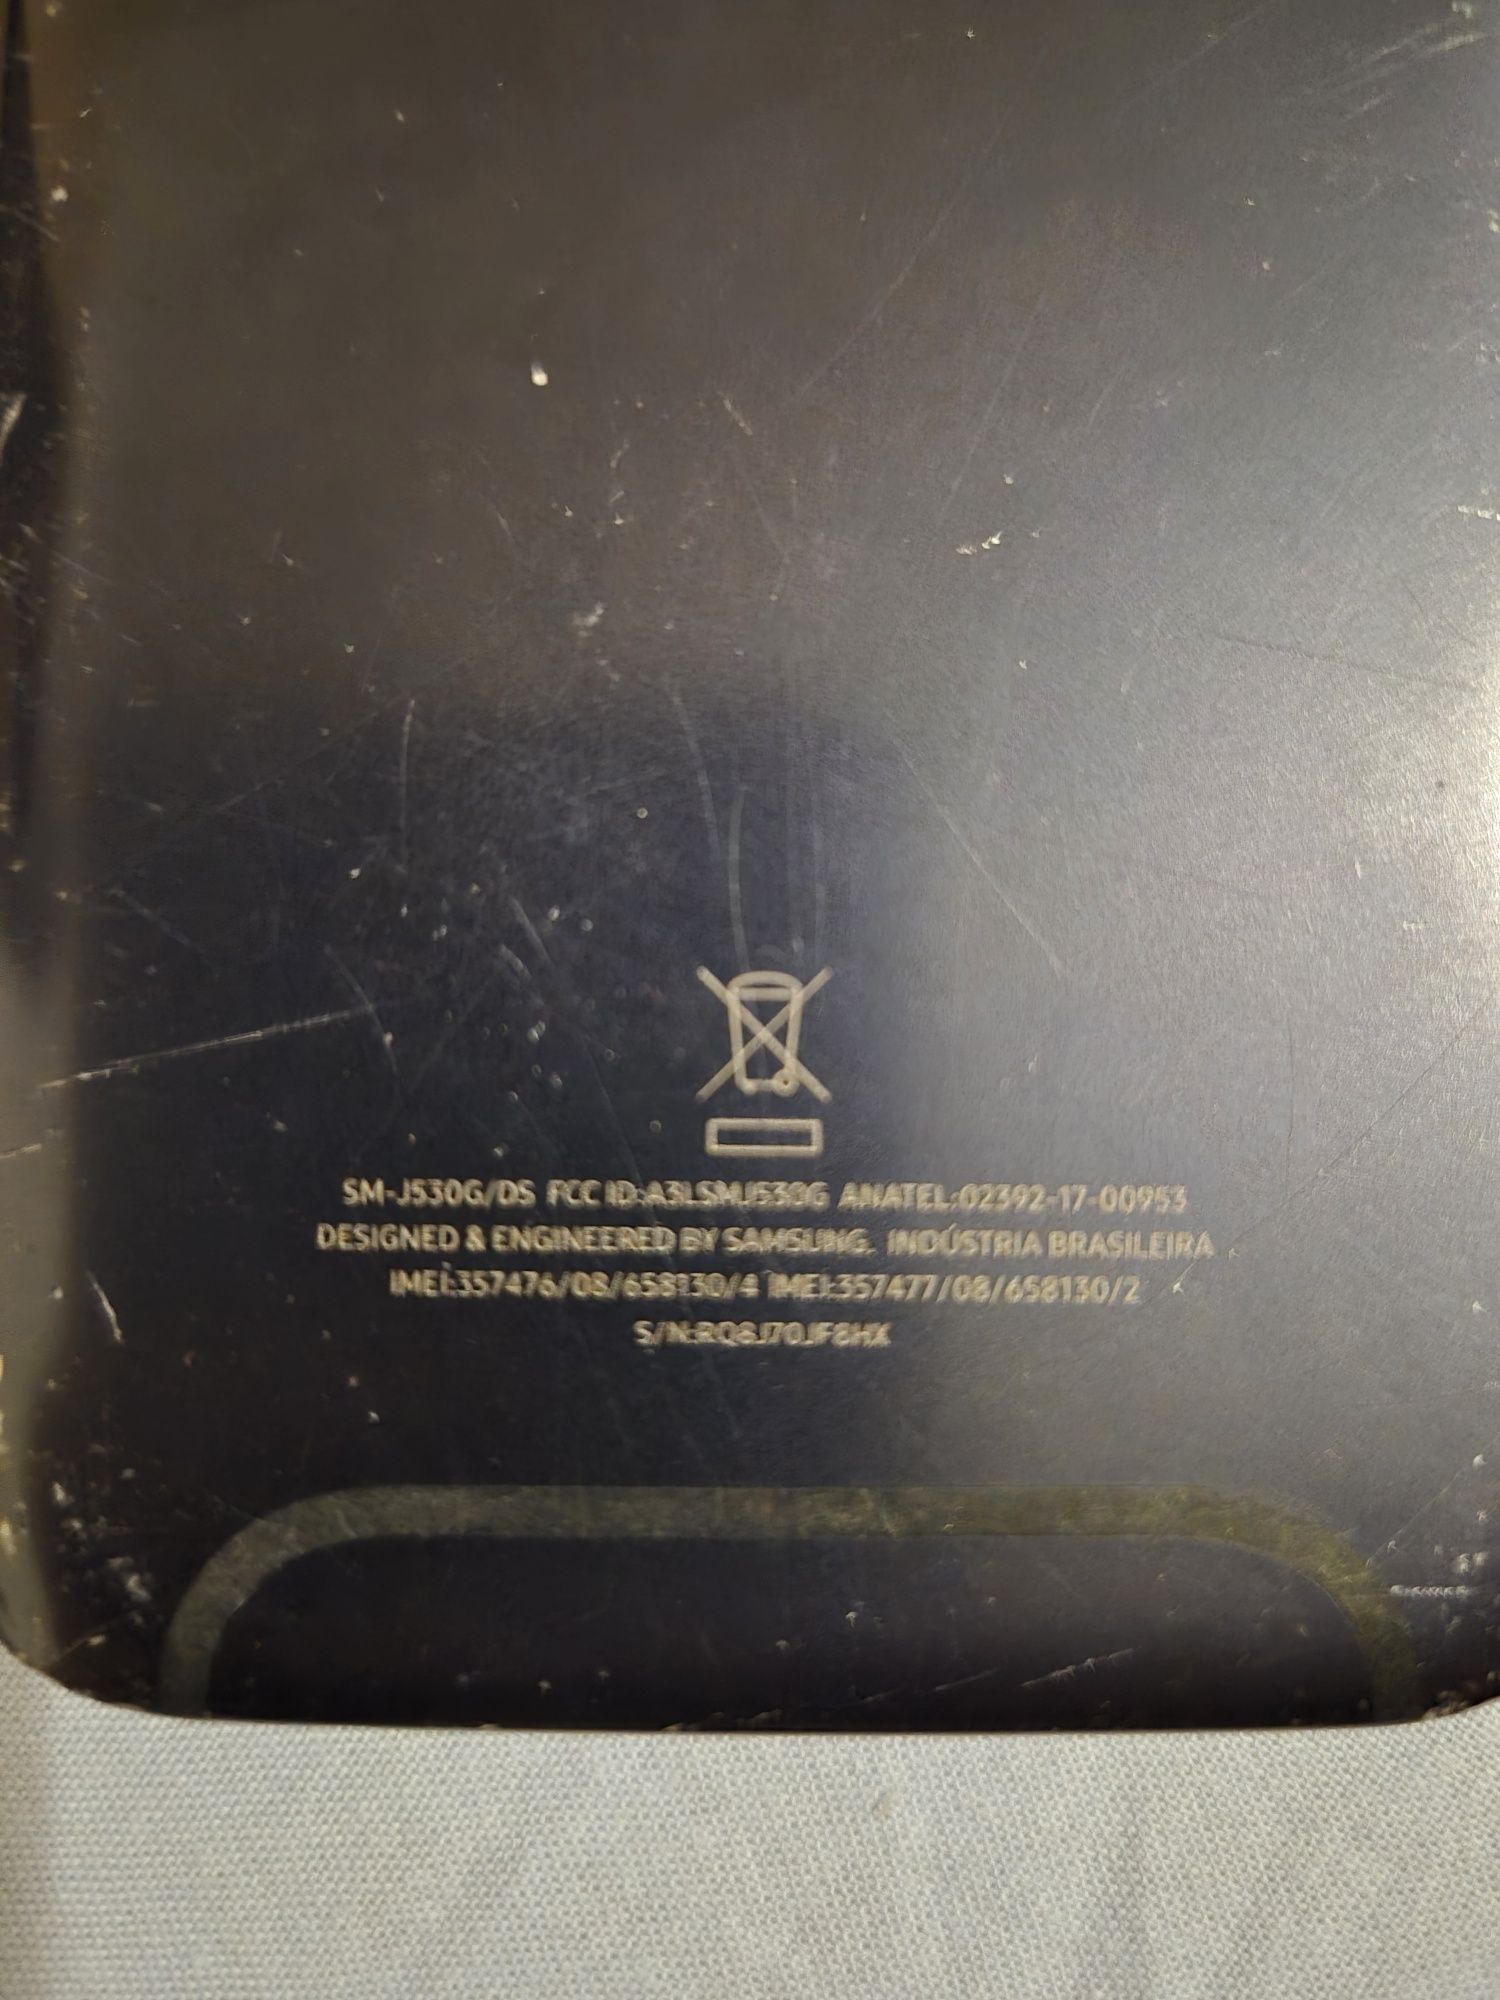 SM-J530G/DS FCC ID:A3LSMJ530G ANATEL:02392-17-00953
DESIGNED & ENGINEERED BY SAMSUNG. INDÚSTRIA BRASILEIRA
IMEI:357476/08/658130/4 IMEI:357477/08/658130/2
S/N:RQ8J70JF8HX